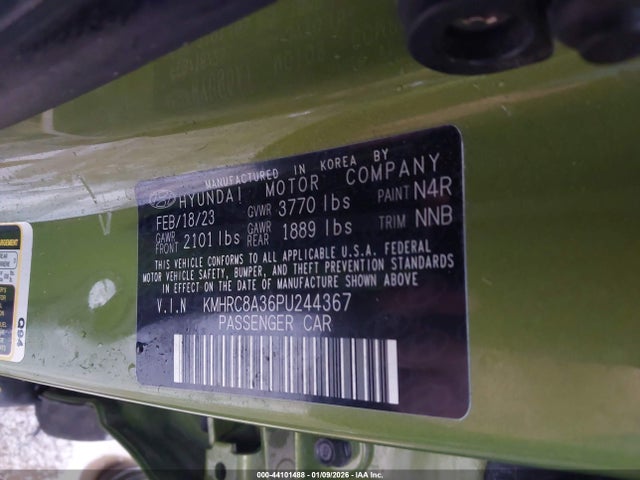 MANUFACTURED IN KOREA BY
HYUNDAI MOTOR COMPANY
FEB/18/23 GVWR 3770 lbs PAINT N4R
GAWR FRONT 2101 lbs GAWR REAR 1889 lbs TRIM NNB
THIS VEHICLE CONFORMS TO ALL APPLICABLE U.S.A. FEDERAL
MOTOR VEHICLE SAFETY, BUMPER, AND THEFT PREVENTION STANDARDS
IN EFFECT ON THE DATE OF MANUFACTURE SHOWN ABOVE
V.I.N KMHRC8A36PU244367
PASSENGER CAR
Q94
000-44101488 - 01/09/2026 - IAA Inc.